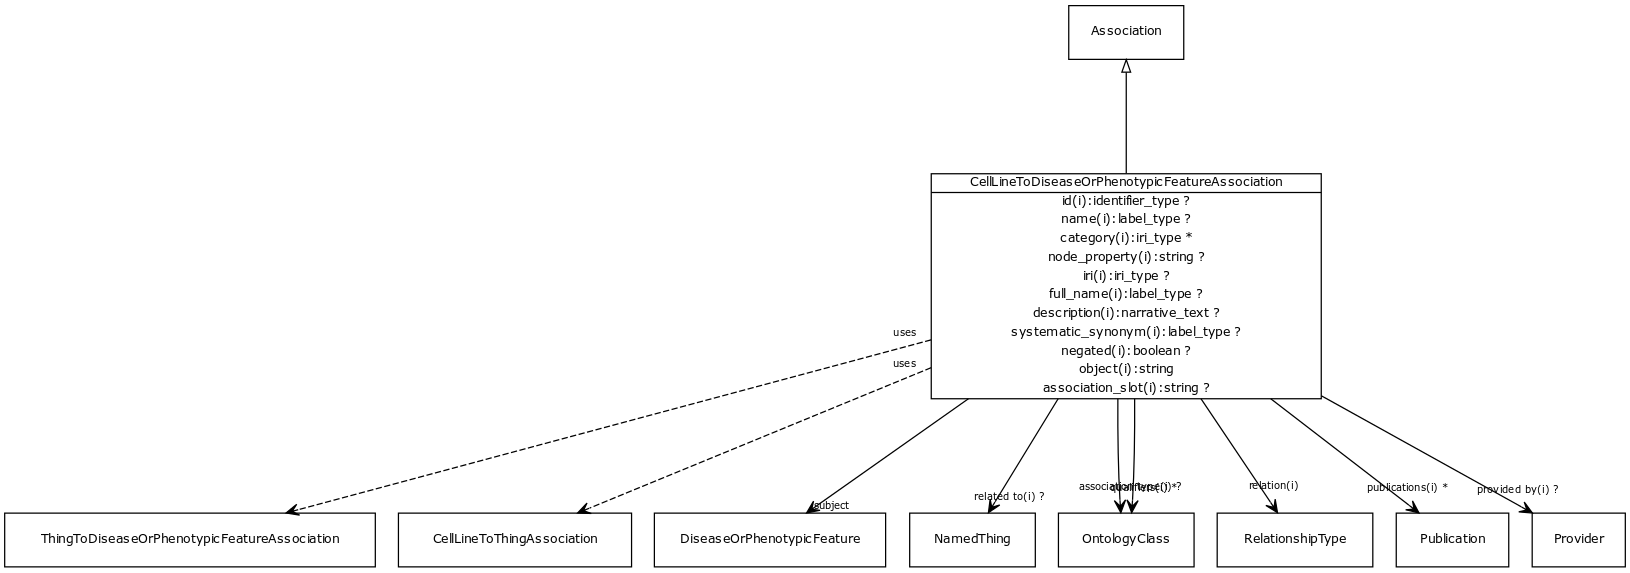 Association
CellLineToDiseaseOrPhenotypicFeatureAssociation
id(i):identifier_type ?
name(i):label_type ?
category(i):iri_type *
node_property(i):string ?
iri(i):iri_type ?
full_name(i):label_type ?
description(i):narrative_text ?
systematic_synonym(i):label_type ?
negated(i):boolean ?
object(i):string
association_slot(i):string ?
uses
uses
subject
related to(i) ?
association type(i) ?
qualifiers(i) *
relation(i)
publications(i) *
provided by(i) ?
ThingToDiseaseOrPhenotypicFeatureAssociation
CellLineToThingAssociation
DiseaseOrPhenotypicFeature
NamedThing
OntologyClass
RelationshipType
Publication
Provider